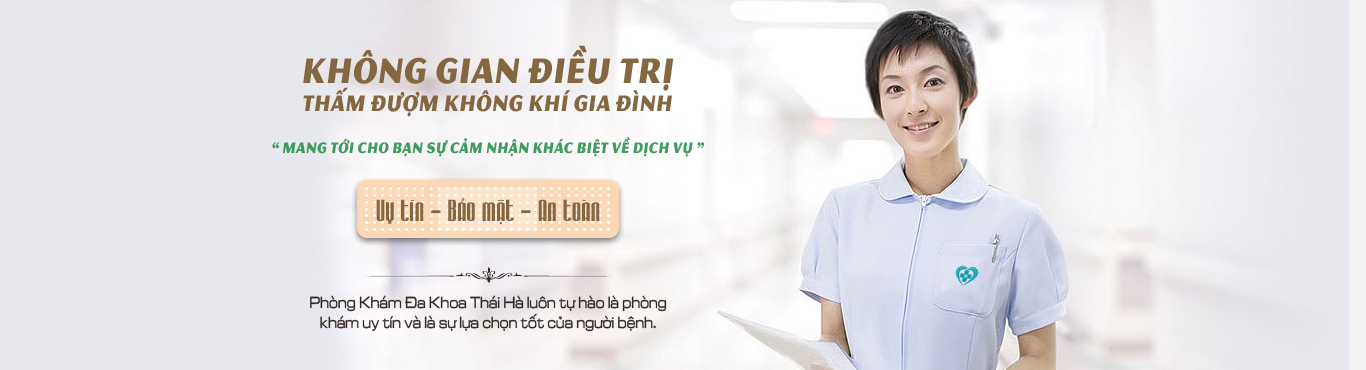 KHÔNG GIAN ĐIỀU TRỊ
THẤM ĐƯỢM KHÔNG KHÍ GIA ĐÌNH
“ MANG TỚI CHO BẠN SỰ CẢM NHẬN KHÁC BIỆT VỀ DỊCH VỤ ”
Uy tín – Bảo mật – An toàn
Phòng Khám Đa Khoa Thái Hà luôn tự hào là phòng
khám uy tín và là sự lựa chọn tốt của người bệnh.